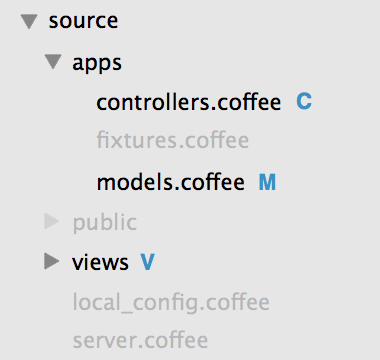 source
apps
controllers.coffee C
fixtures.coffee
models.coffee M
public
views V
local_config.coffee
server.coffee